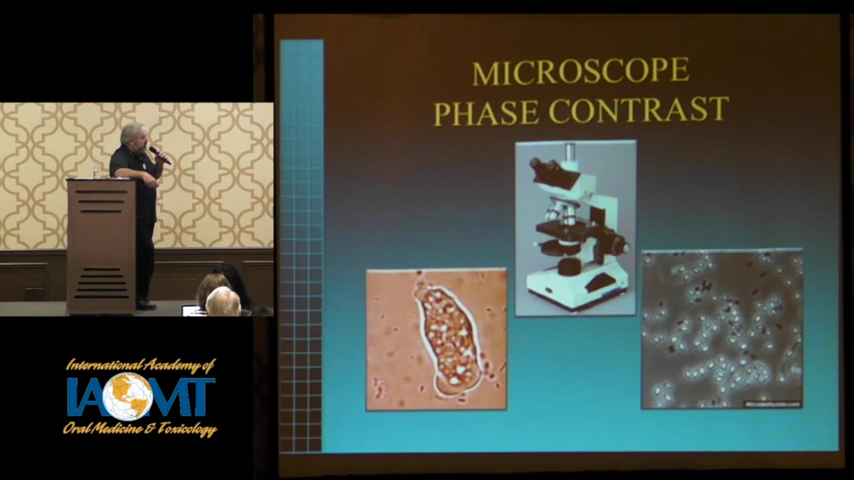 MICROSCOPE
PHASE CONTRAST
International Academy of
IAOMT
Oral Medicine & Toxicology